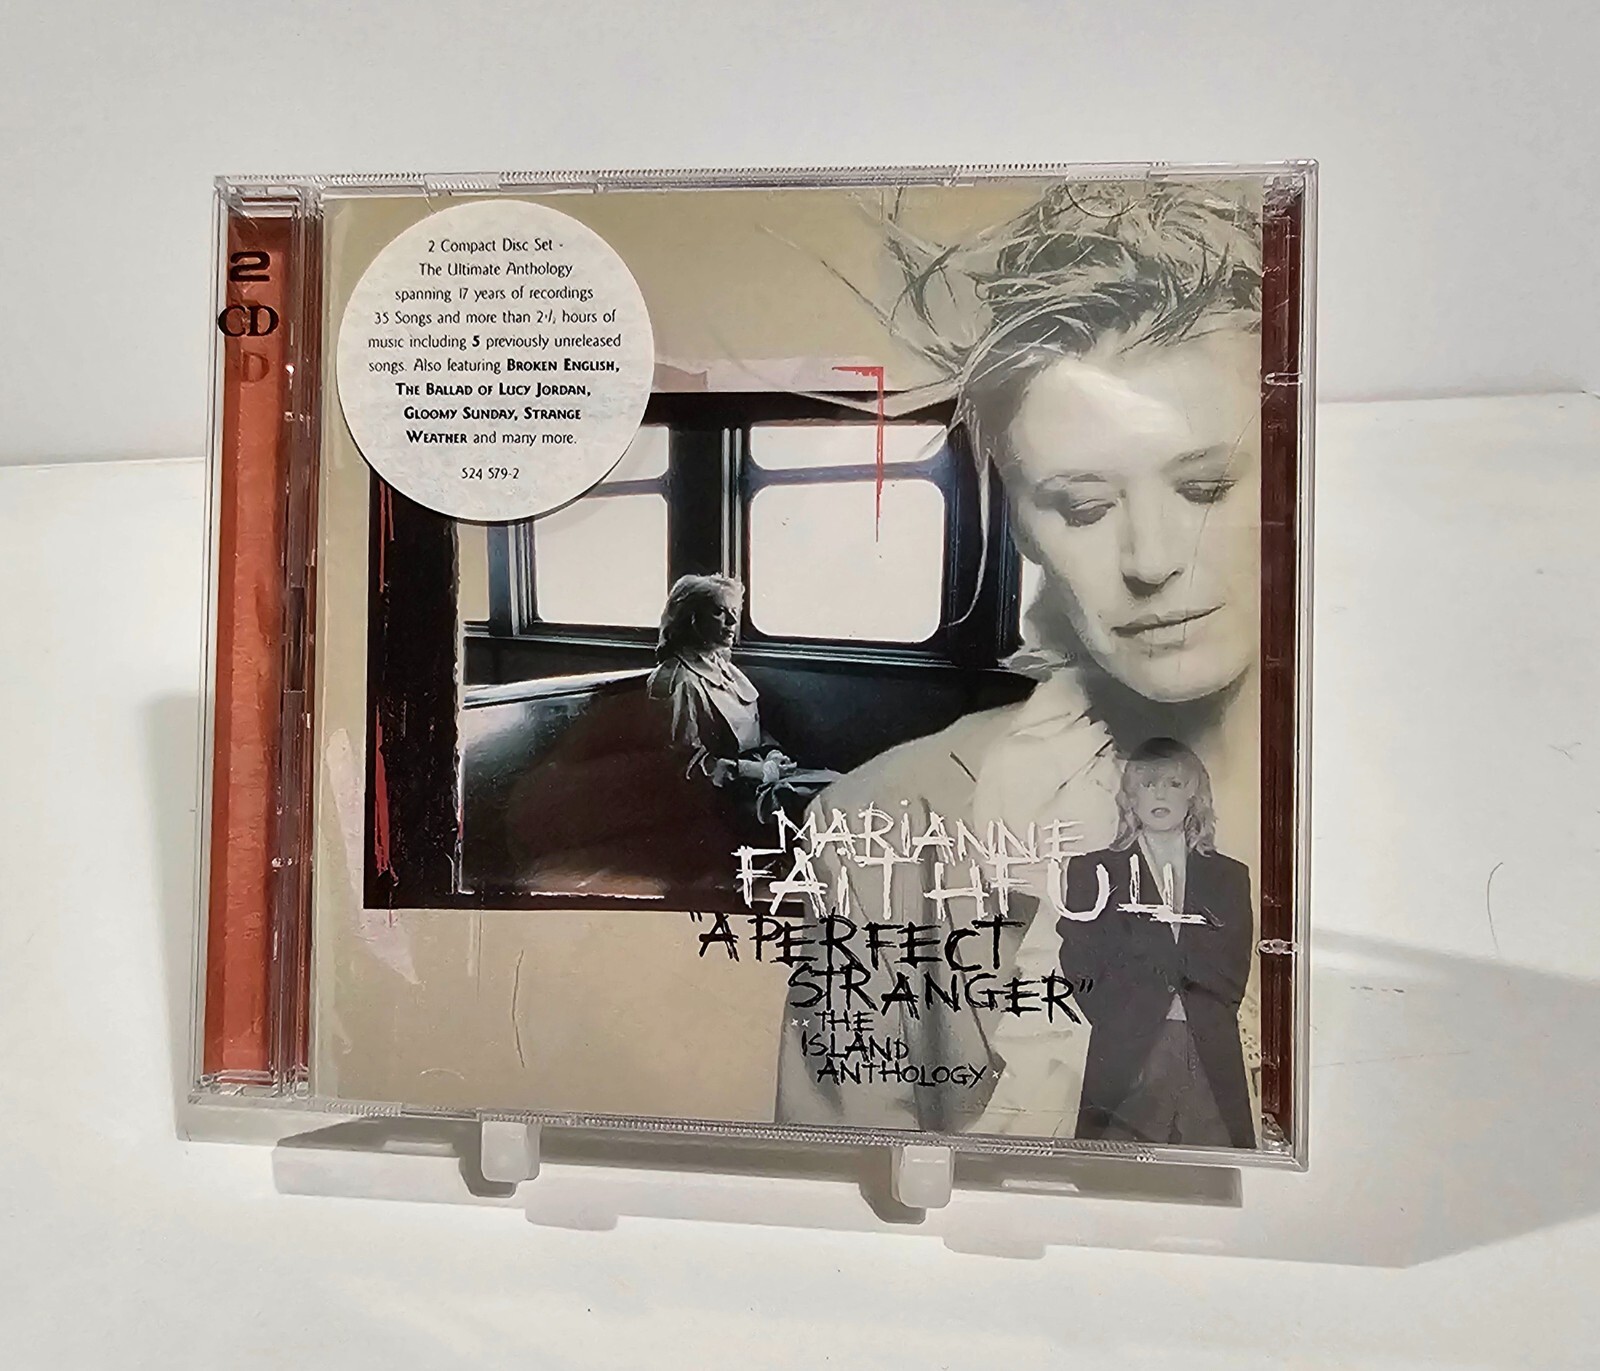 2
CD
D
2 Compact Disc Set -
The Ultimate Anthology
spanning 17 years of recordings
35 Songs and more than 2½ hours of
music including 5 previously unreleased
songs. Also featuring BROKEN ENGLISH,
THE BALLAD OF LUCY JORDAN,
GLOOMY SUNDAY, STRANGE
WEATHER and many more.
524 579-2
MARiANNE
FAiTHFULL
"A PERFECT
STRANGER"
THE
ISLAND
ANTHOLOGY